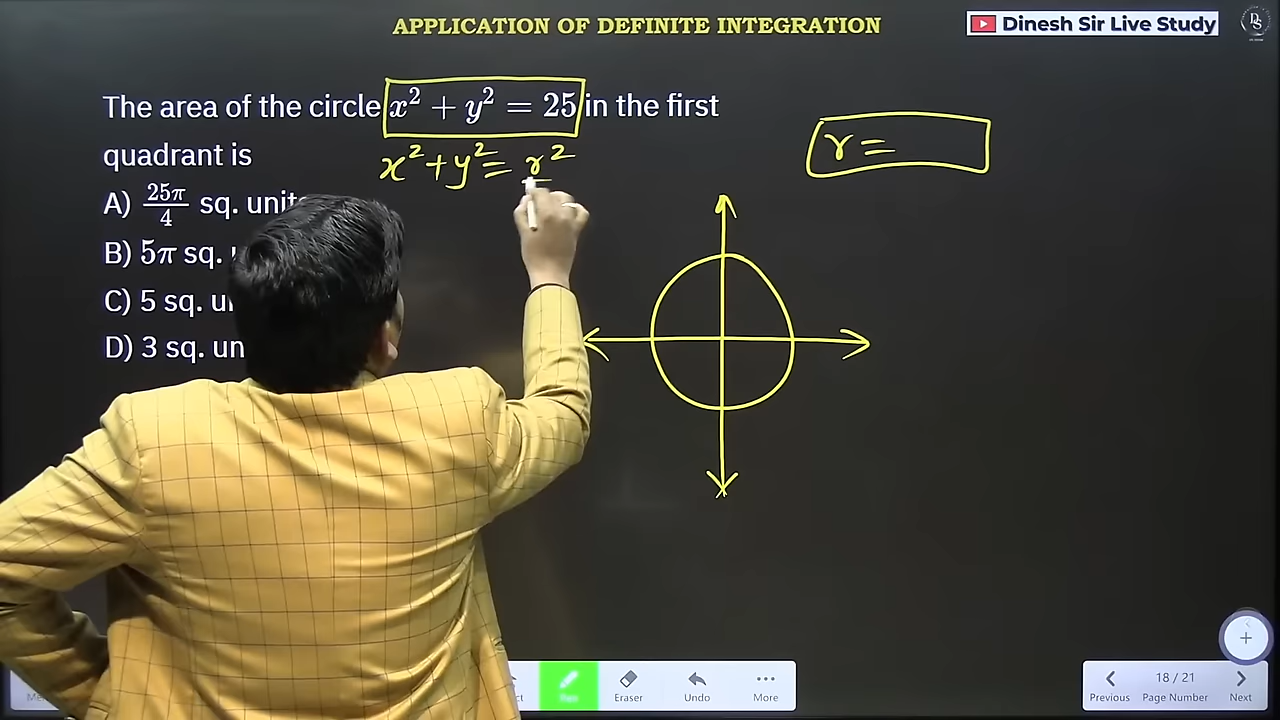 APPLICATION OF DEFINITE INTEGRATION
Dinesh Sir Live Study
DS
The area of the circle x² + y² = 25 in the first
quadrant is
x² + y² = r²
r =
A) 25π/4 sq. units
B) 5π sq.
C) 5 sq.
D) 3 sq.
Eraser
Undo
More
18 / 21
Previous
Page Number
Next